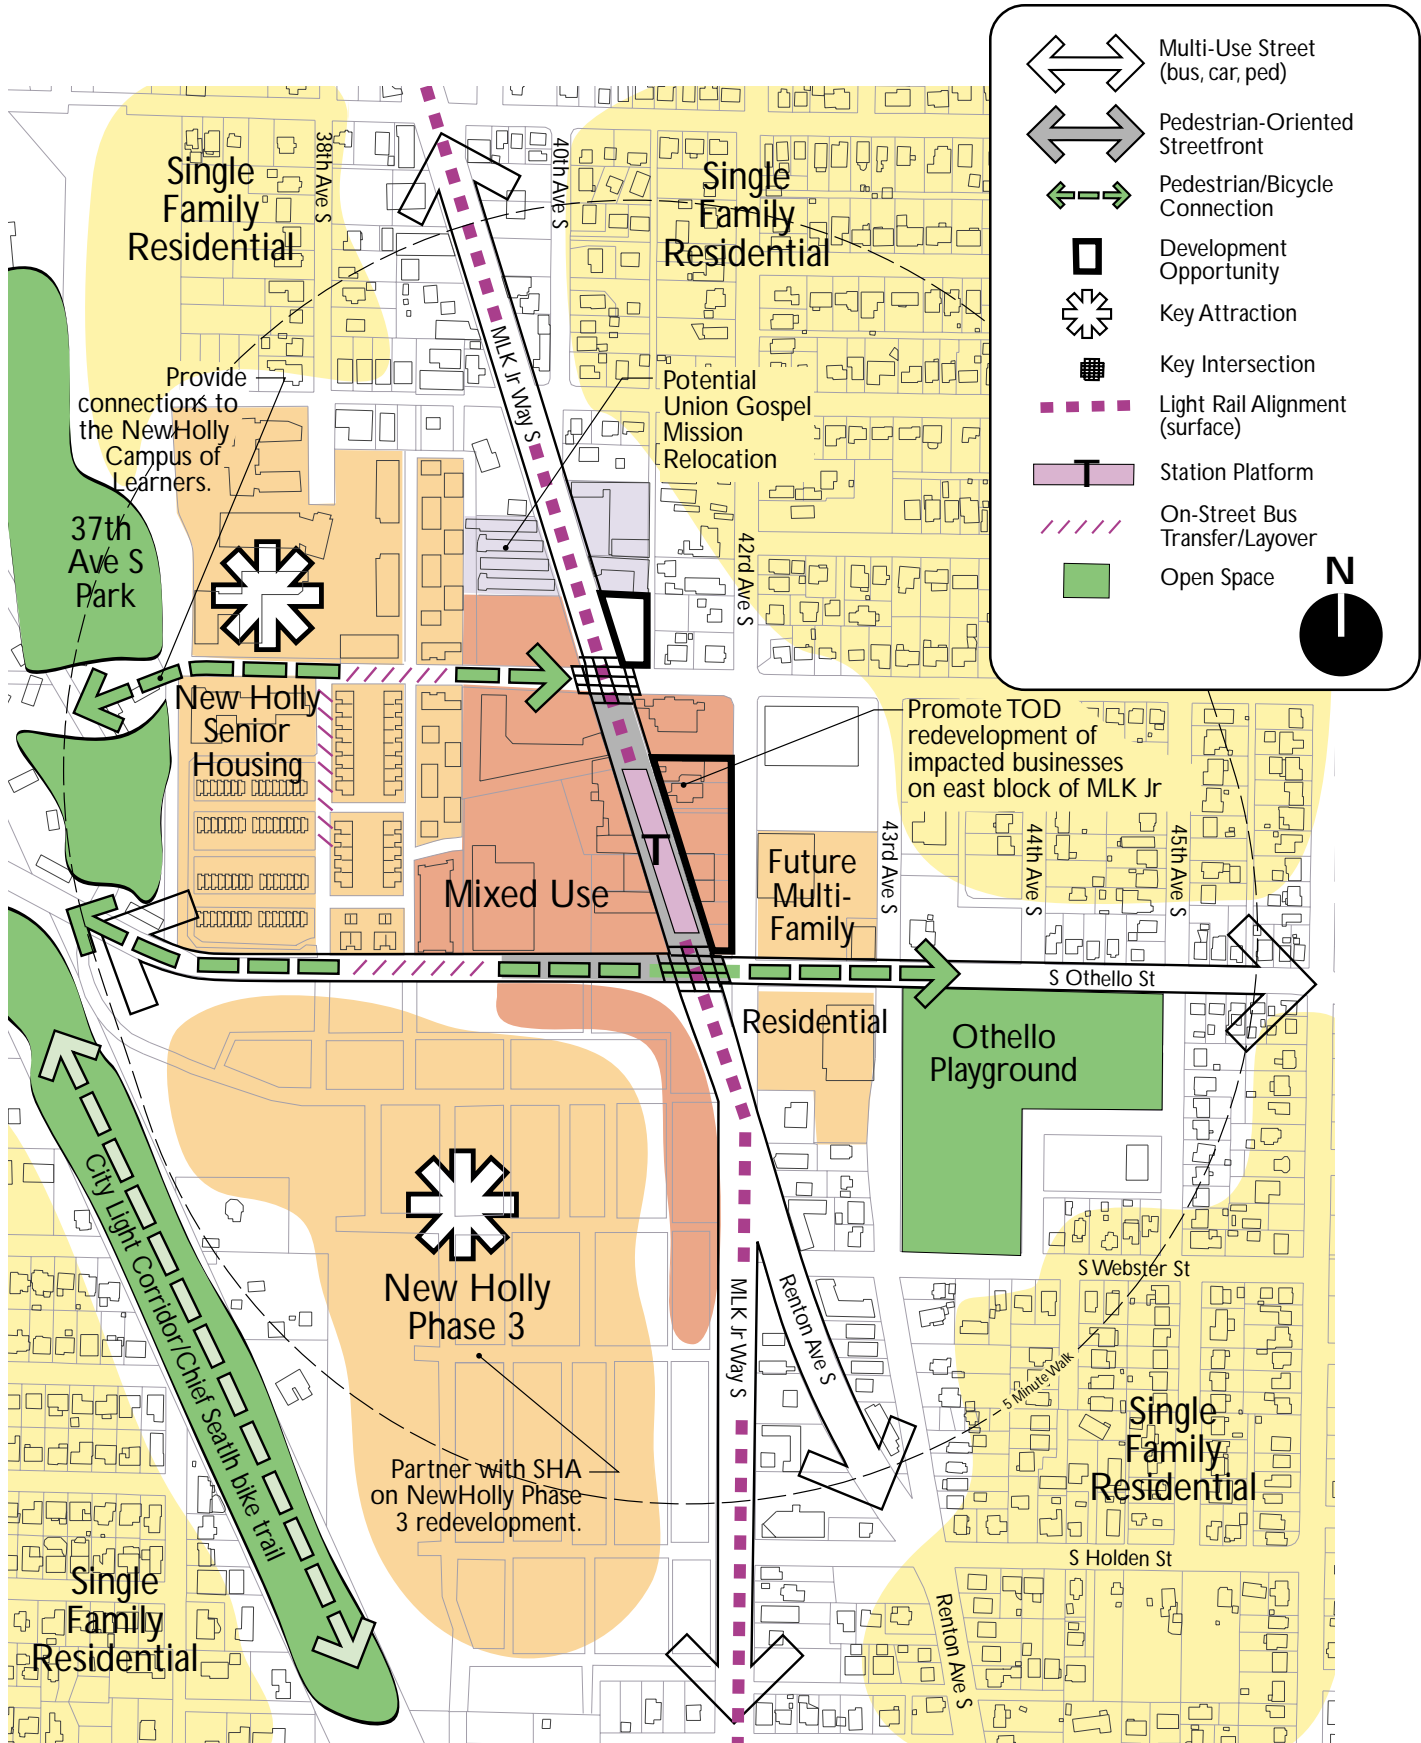 Multi-Use Street
(bus, car, ped)
Pedestrian-Oriented
Streetfront
Pedestrian/Bicycle
Connection
Development
Opportunity
Key Attraction
Key Intersection
Light Rail Alignment
(surface)
T
Station Platform
On-Street Bus
Transfer/Layover
Open Space
N
Single
Family
Residential
38th Ave S
40th Ave S
Single
Family
Residential
MLK Jr Way S
Provide
connections to
the NewHolly
Campus of
Learners.
Potential
Union Gospel
Mission
Relocation
37th
Ave S
Park
42rd Ave S
New Holly
Senior
Housing
Promote TOD
redevelopment of
impacted businesses
on east block of MLK Jr
T
Mixed Use
Future
Multi-
Family
43rd Ave S
44th Ave S
45th Ave S
S Othello St
Residential
Othello
Playground
City Light Corridor/Chief Seatlh bike trail
New Holly
Phase 3
S Webster St
MLK Jr Way S
Renton Ave S
5 Minute Walk
Single
Family
Residential
Partner with SHA
on NewHolly Phase
3 redevelopment.
S Holden St
Single
Family
Residential
Renton Ave S